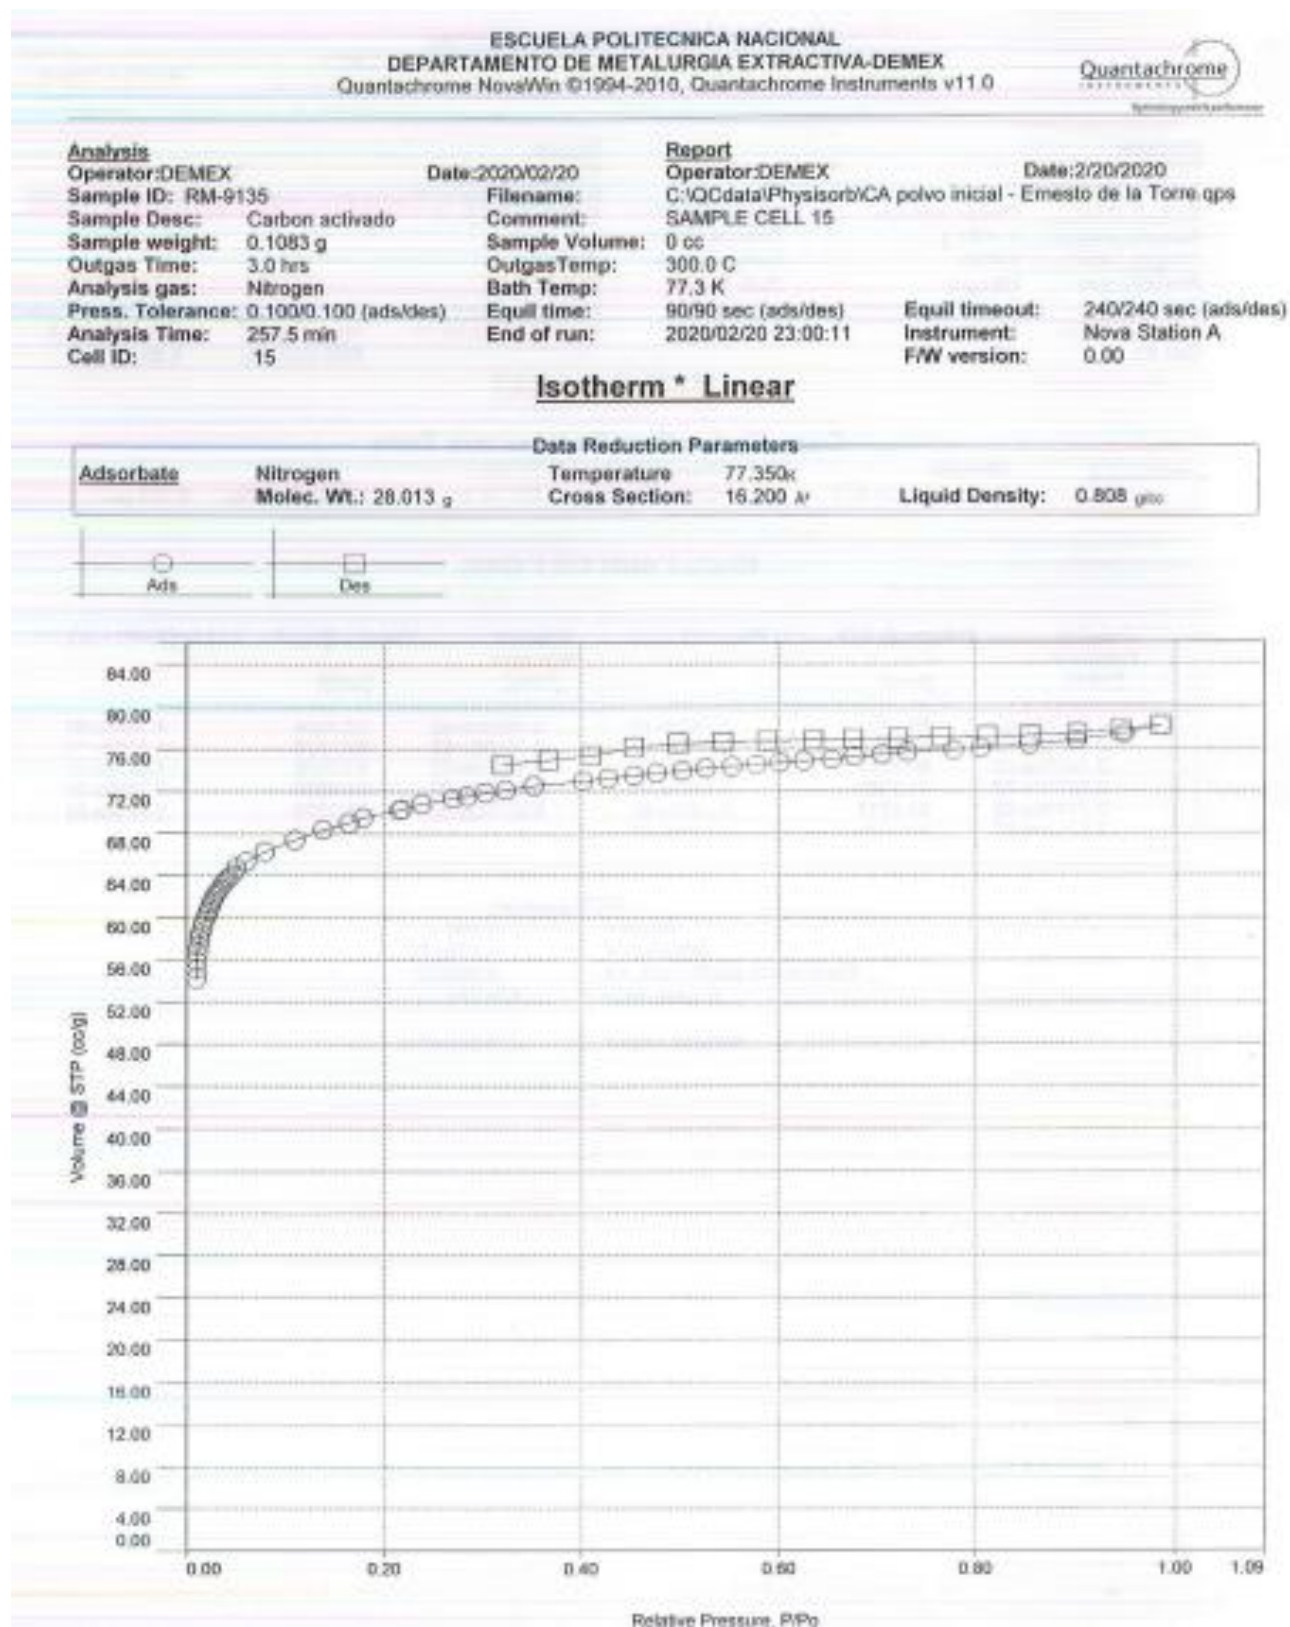 ESCUELA POLITECNICA NACIONAL
DEPARTAMENTO DE METALURGIA EXTRACTIVA-DEMEX
Quantachrome NovaWin ©1994-2010, Quantachrome Instruments v11.0
Quantachrome
INSTRUMENTS
Analysis Report
Operator:DEMEX Date:2020/02/20 Operator:DEMEX Date:2/20/2020
Sample ID: RM-9135 Filename: C:\QCdata\Physisorb\CA polvo inicial - Ernesto de la Torre.qps
Sample Desc: Carbon activado Comment: SAMPLE CELL 15
Sample weight: 0.1083 g Sample Volume: 0 cc
Outgas Time: 3.0 hrs OutgasTemp: 300.0 C
Analysis gas: Nitrogen Bath Temp: 77.3 K
Press. Tolerance: 0.100/0.100 (ads/des) Equil time: 90/90 sec (ads/des) Equil timeout: 240/240 sec (ads/des)
Analysis Time: 257.5 min End of run: 2020/02/20 23:00:11 Instrument: Nova Station A
Cell ID: 15 F/W version: 0.00
Isotherm * Linear
Data Reduction Parameters
Adsorbate Nitrogen Temperature 77.350K
Molec. Wt.: 28.013 g Cross Section: 16.200 Å² Liquid Density: 0.808 g/cc
Ads Des
84.00
80.00
76.00
72.00
68.00
64.00
60.00
56.00
52.00
48.00
44.00
40.00
36.00
32.00
28.00
24.00
20.00
16.00
12.00
8.00
4.00
0.00
Volume @ STP (cc/g)
0.00 0.20 0.40 0.60 0.80 1.00 1.09
Relative Pressure, P/Po